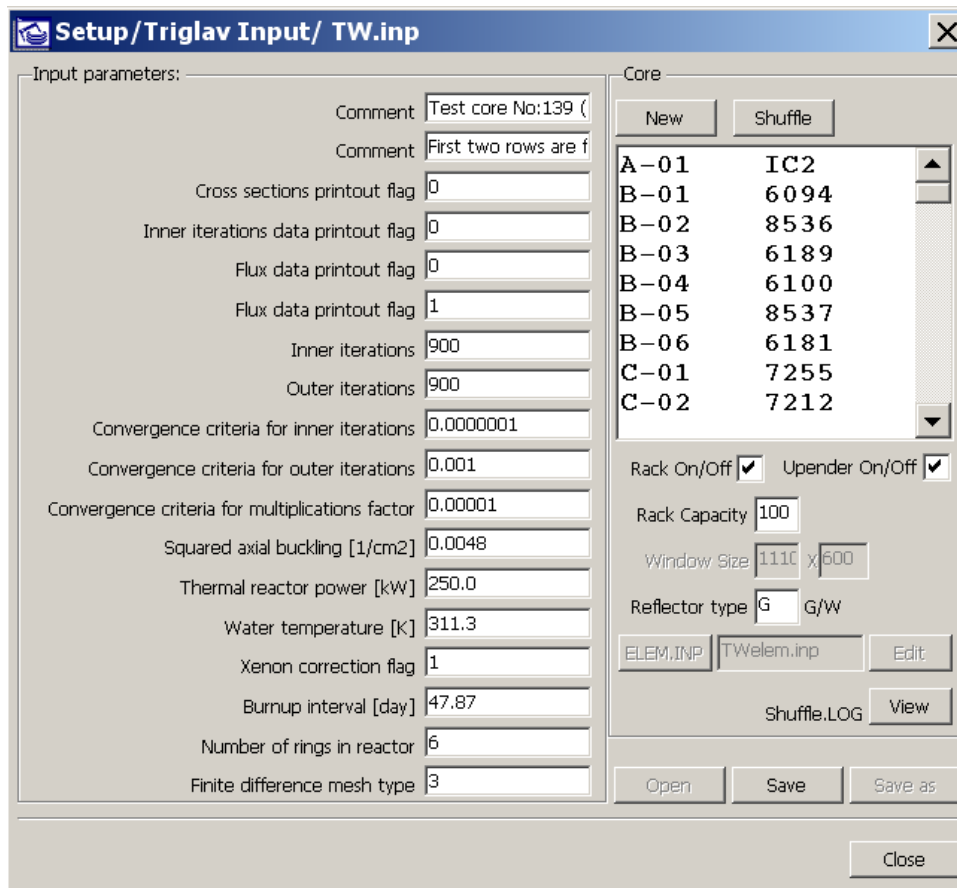 Setup/Triglav Input/ TW.inp
Input parameters:
Comment Test core No:139 (
Comment First two rows are f
Cross sections printout flag 0
Inner iterations data printout flag 0
Flux data printout flag 0
Flux data printout flag 1
Inner iterations 900
Outer iterations 900
Convergence criteria for inner iterations 0.0000001
Convergence criteria for outer iterations 0.001
Convergence criteria for multiplications factor 0.00001
Squared axial buckling [1/cm2] 0.0048
Thermal reactor power [kW] 250.0
Water temperature [K] 311.3
Xenon correction flag 1
Burnup interval [day] 47.87
Number of rings in reactor 6
Finite difference mesh type 3
Core
New Shuffle
A-01 IC2
B-01 6094
B-02 8536
B-03 6189
B-04 6100
B-05 8537
B-06 6181
C-01 7255
C-02 7212
Rack On/Off Upender On/Off
Rack Capacity 100
Window Size 1110 X 600
Reflector type G G/W
ELEM.INP TWelem.inp Edit
Shuffle.LOG View
Open Save Save as
Close